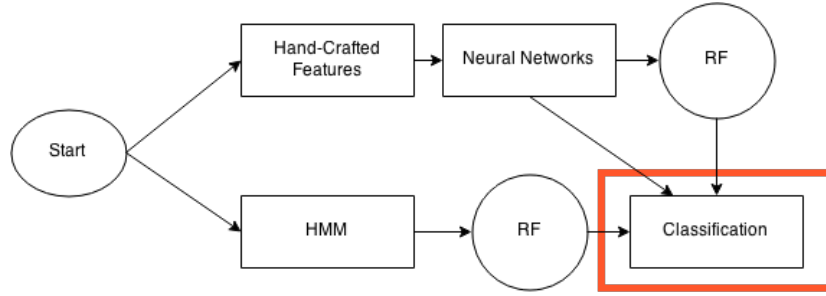 Hand-Crafted
Features
Neural Networks
RF
Start
HMM
RF
Classification